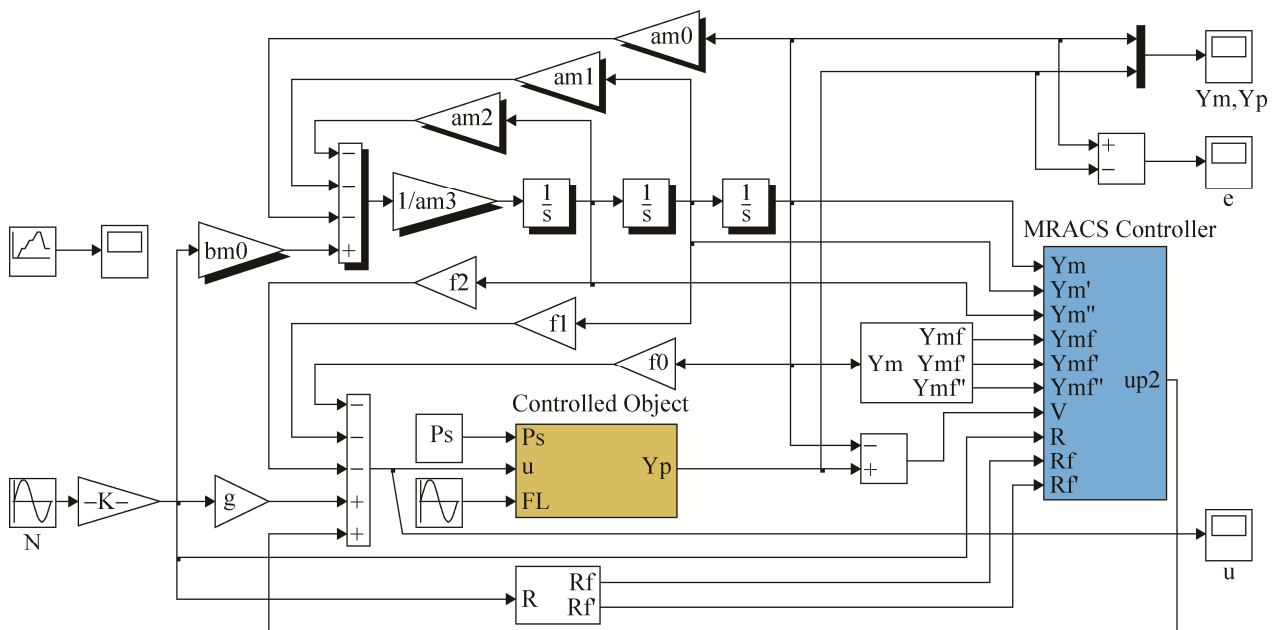 am0
am1
Ym,Yp
am2
−
+
−
−
1/am3
1
s
1
s
1
s
e
−
MRACS Controller
bm0
+
Ym
f2
Ym'
Ym"
f1
Ymf
Ymf
Ym
Ymf'
Ymf'
f0
Ymf"
Ymf"
up2
−
Controlled Object
V
−
Ps
Ps
−
R
−
u
Yp
+
Rf
–K–
g
+
FL
Rf'
N
+
u
R
Rf
Rf'